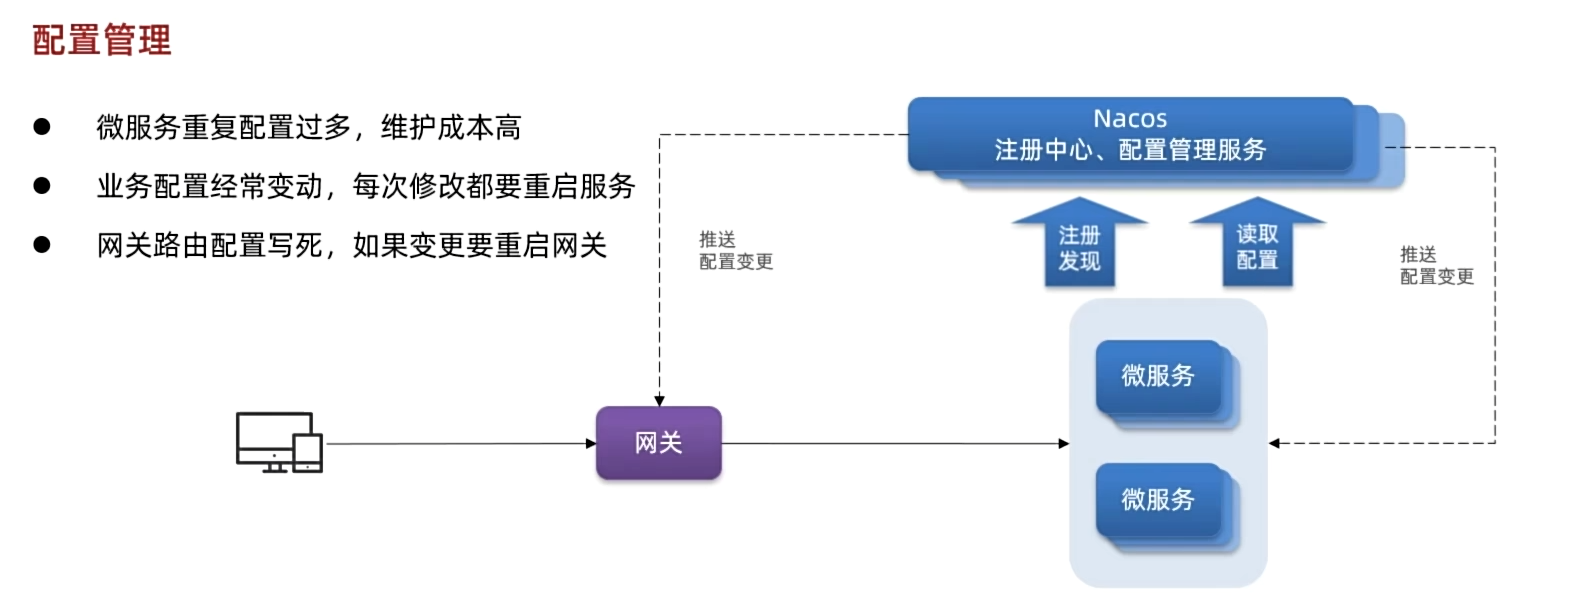 配置管理
微服务重复配置过多，维护成本高
业务配置经常变动，每次修改都要重启服务
网关路由配置写死，如果变更要重启网关
Nacos
注册中心、配置管理服务
推送
配置变更
注册
发现
读取
配置
推送
配置变更
微服务
网关
微服务